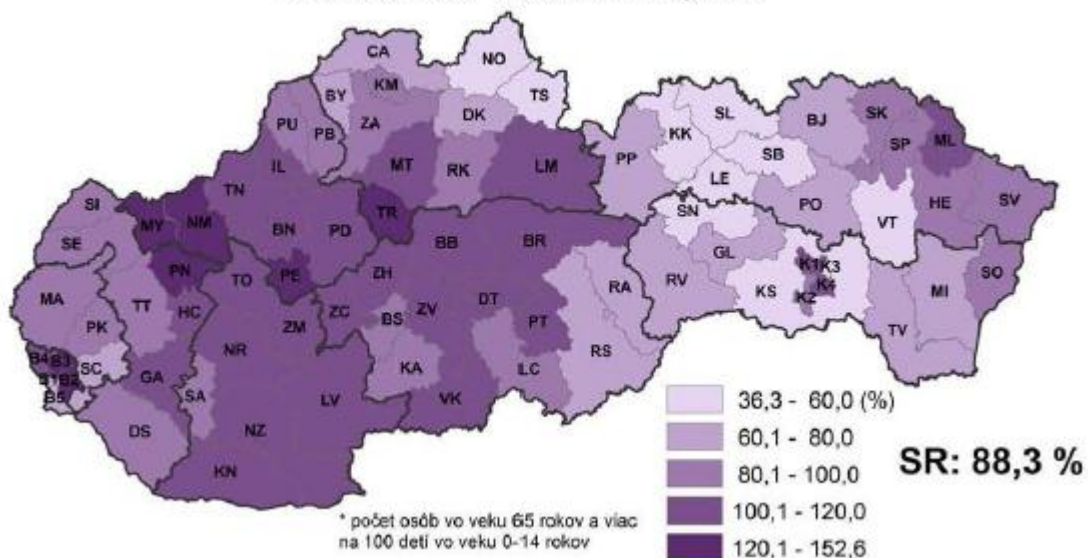 CA NO
BY KM TS
PU PB ZA DK
IL MT RK LM
TN TR
SI MY NM BN PD
SE PN PE BB BR
MA TT TO ZH
PK HC ZM ZC BS ZV DT PT RA
B4 B3 SC NR KA RS
B1 B2 GA SA LC
B5 LV VK
DS NZ
KN
SL BJ SK
PP KK SB SP ML
LE PO HE SV
SN VT
GL K1 K3 SO
RV KS K4 MI
K2 TV
36,3 - 60,0 (%)
60,1 - 80,0
80,1 - 100,0
100,1 - 120,0
120,1 - 152,6
SR: 88,3 %
* počet osôb vo veku 65 rokov a viac
na 100 detí vo veku 0-14 rokov